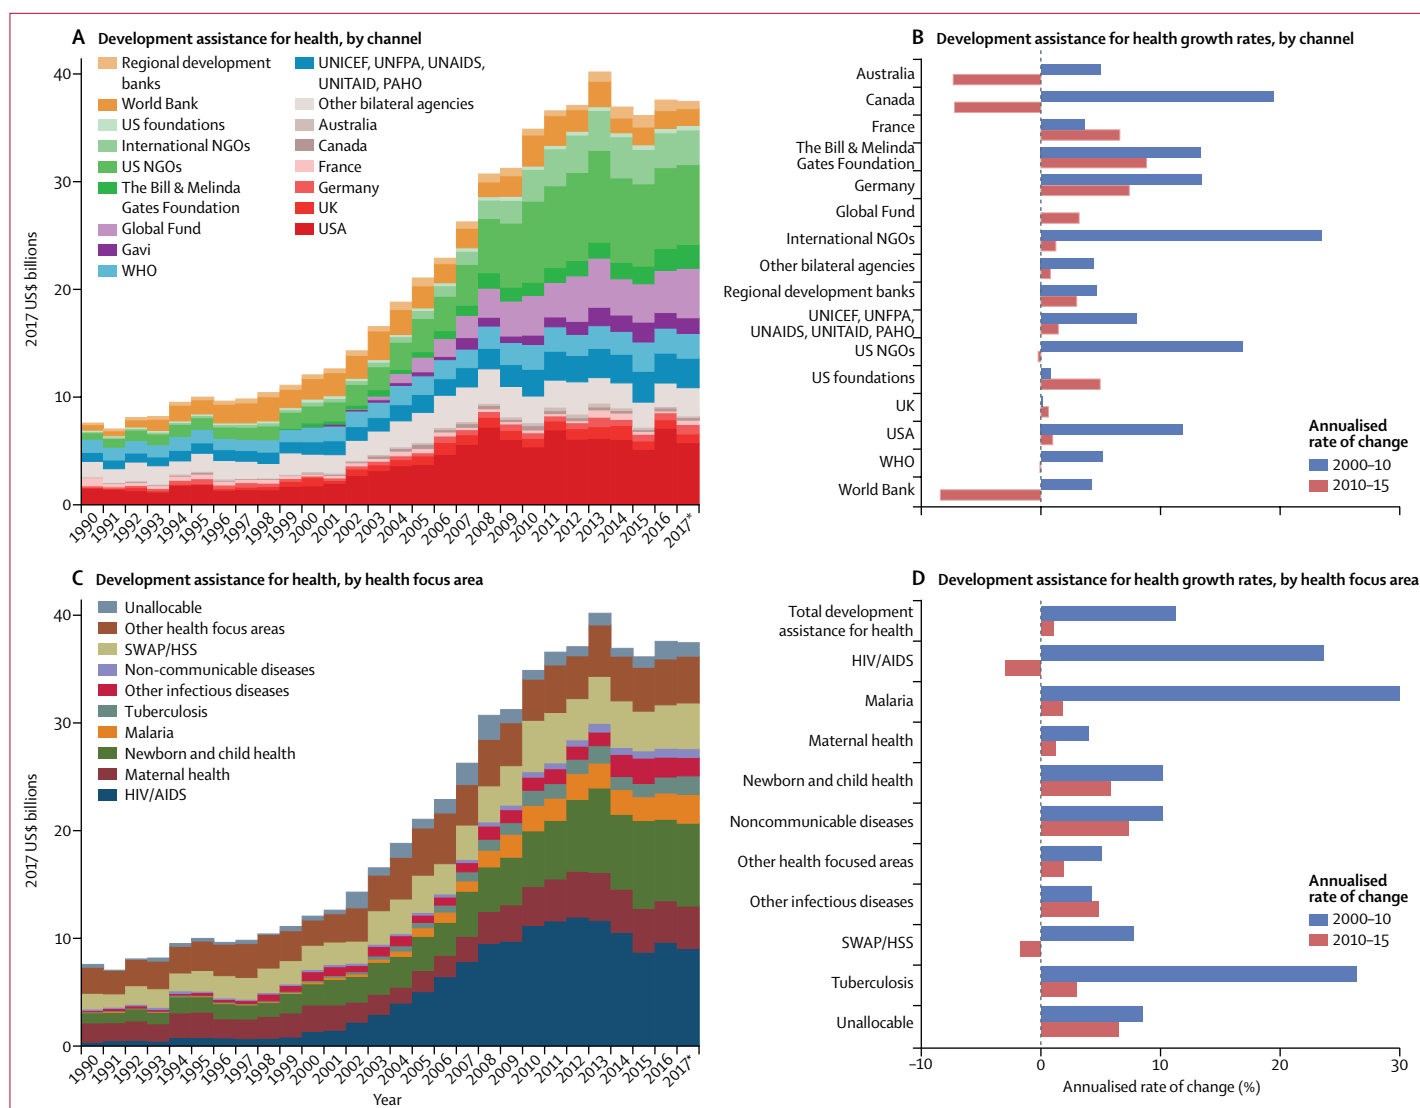 A Development assistance for health, by channel
40
30
20
10
0
2017 US$ billions
Regional development
banks
World Bank
US foundations
International NGOs
US NGOs
The Bill & Melinda
Gates Foundation
Global Fund
Gavi
WHO
UNICEF, UNFPA, UNAIDS,
UNITAID, PAHO
Other bilateral agencies
Australia
Canada
France
Germany
UK
USA
1990 1991 1992 1993 1994 1995 1996 1997 1998 1999 2000 2001 2002 2003 2004 2005 2006 2007 2008 2009 2010 2011 2012 2013 2014 2015 2016 2017*
B Development assistance for health growth rates, by channel
Australia
Canada
France
The Bill & Melinda
Gates Foundation
Germany
Global Fund
International NGOs
Other bilateral agencies
Regional development banks
UNICEF, UNFPA,
UNAIDS, UNITAID, PAHO
US NGOs
US foundations
UK
USA
WHO
World Bank
Annualised
rate of change
2000–10
2010–15
C Development assistance for health, by health focus area
40
30
20
10
0
2017 US$ billions
Unallocable
Other health focus areas
SWAP/HSS
Non-communicable diseases
Other infectious diseases
Tuberculosis
Malaria
Newborn and child health
Maternal health
HIV/AIDS
1990 1991 1992 1993 1994 1995 1996 1997 1998 1999 2000 2001 2002 2003 2004 2005 2006 2007 2008 2009 2010 2011 2012 2013 2014 2015 2016 2017*
Year
D Development assistance for health growth rates, by health focus area
Total development
assistance for health
HIV/AIDS
Malaria
Maternal health
Newborn and child health
Noncommunicable diseases
Other health focused areas
Other infectious diseases
SWAP/HSS
Tuberculosis
Unallocable
Annualised
rate of change
2000–10
2010–15
–10 0 10 20 30
Annualised rate of change (%)